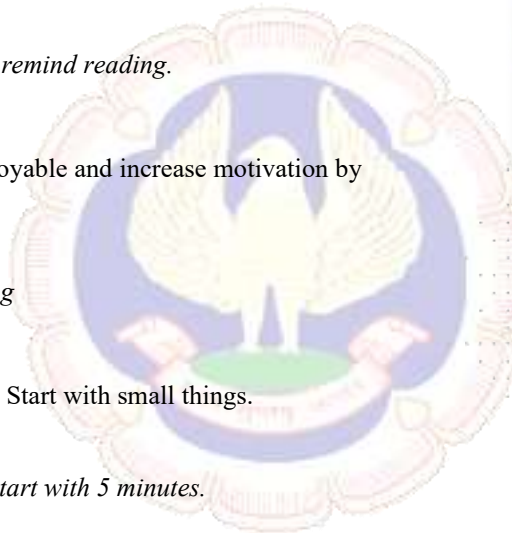 remind reading.
oyable and increase motivation by
g
Start with small things.
tart with 5 minutes.